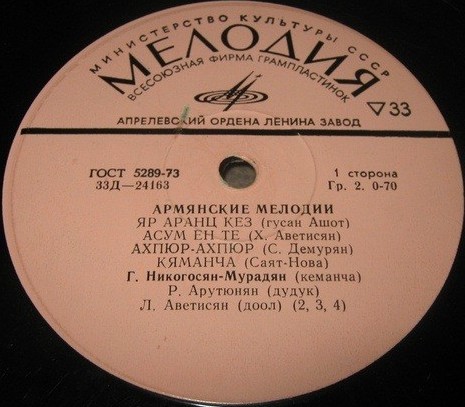 МИНИСТЕРСТВО КУЛЬТУРЫ СССР
МЕЛОДИЯ
ВСЕСОЮЗНАЯ ФИРМА ГРАМПЛАСТИНОК
▽33
АПРЕЛЕВСКИЙ ОРДЕНА ЛЕНИНА ЗАВОД
ГОСТ 5289-73
33Д—24163
1 сторона
Гр. 2. 0-70
АРМЯНСКИЕ МЕЛОДИИ
ЯР АРАНЦ КЕЗ (гусан Ашот)
АСУМ ЕН ТЕ (Х. Аветисян)
АХПЮР-АХПЮР (С. Демурян)
КЯМАНЧА (Саят-Нова)
Г. Никогосян-Мурадян (кеманча)
Р. Арутюнян (дудук)
Л. Аветисян (доол) (2, 3, 4)